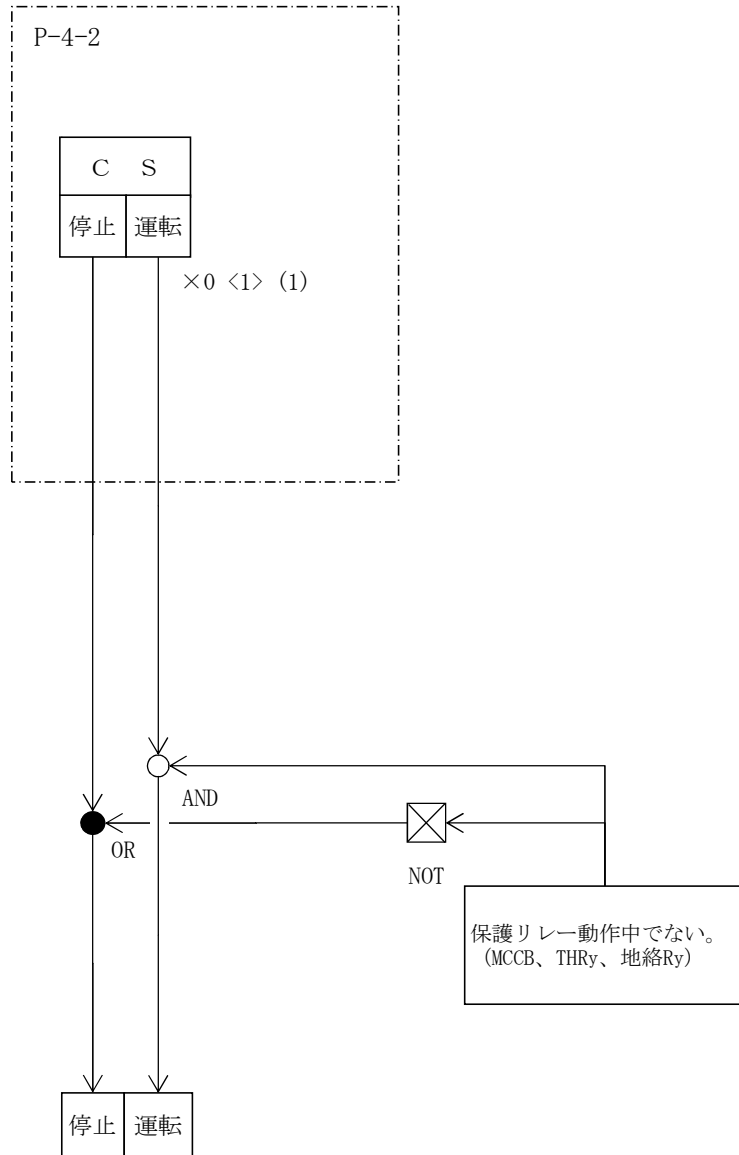 P-4-2
C S
停止 運転
×0 <1> (1)
AND
OR
NOT
保護リレー動作中でない。
(MCCB、THRy、地絡Ry)
停止 運転